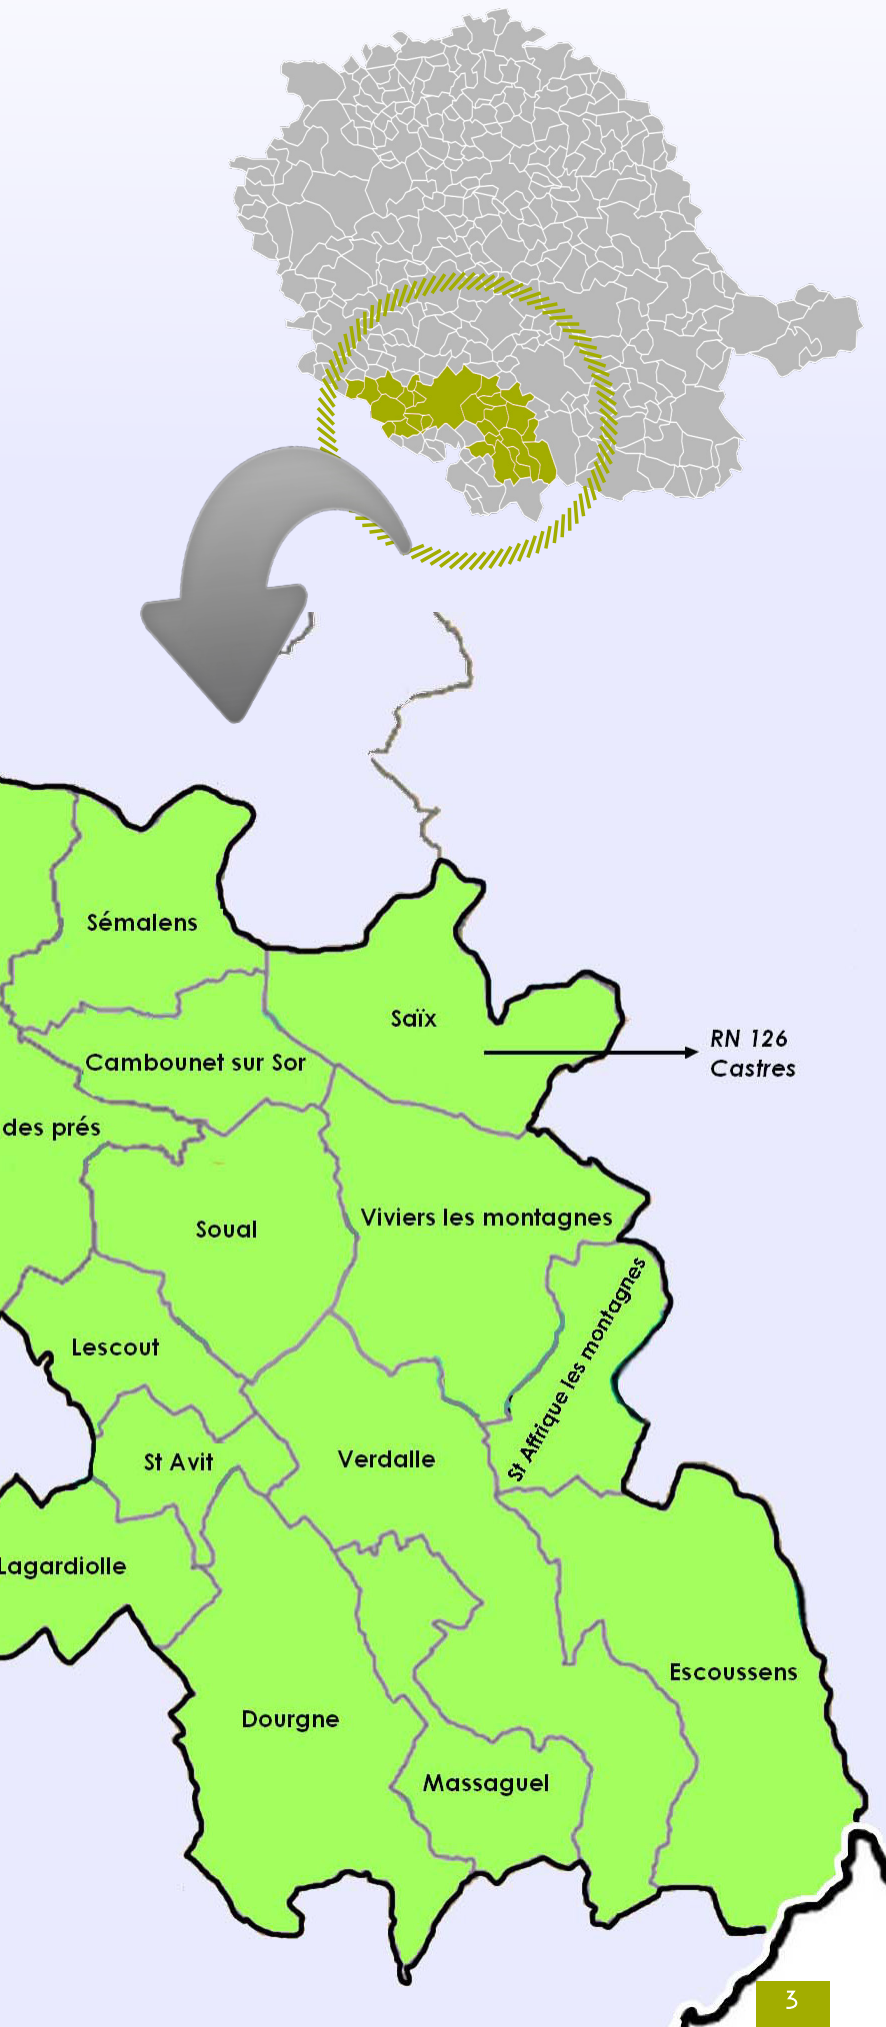 Sémalens
Saïx
RN 126
Castres
Cambounet sur Sor
des prés
Viviers les montagnes
Soual
St Affrique les montagnes
Lescout
Verdalle
St Avit
Lagardiolle
Escoussens
Dourgne
Massaguel
3